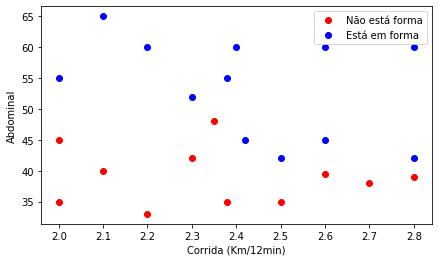 Não está forma
Está em forma
Abdominal
65
60
55
50
45
40
35
2.0 2.1 2.2 2.3 2.4 2.5 2.6 2.7 2.8
Corrida (Km/12min)